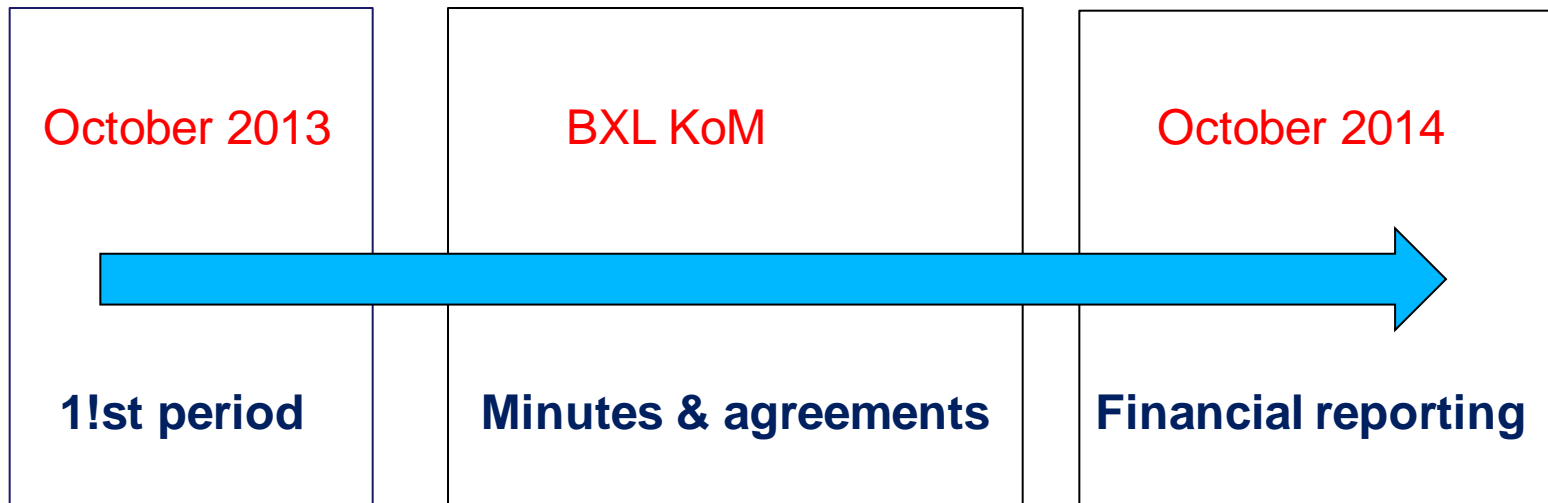 October 2013
BXL KoM
October 2014
1!st period
Minutes & agreements
Financial reporting